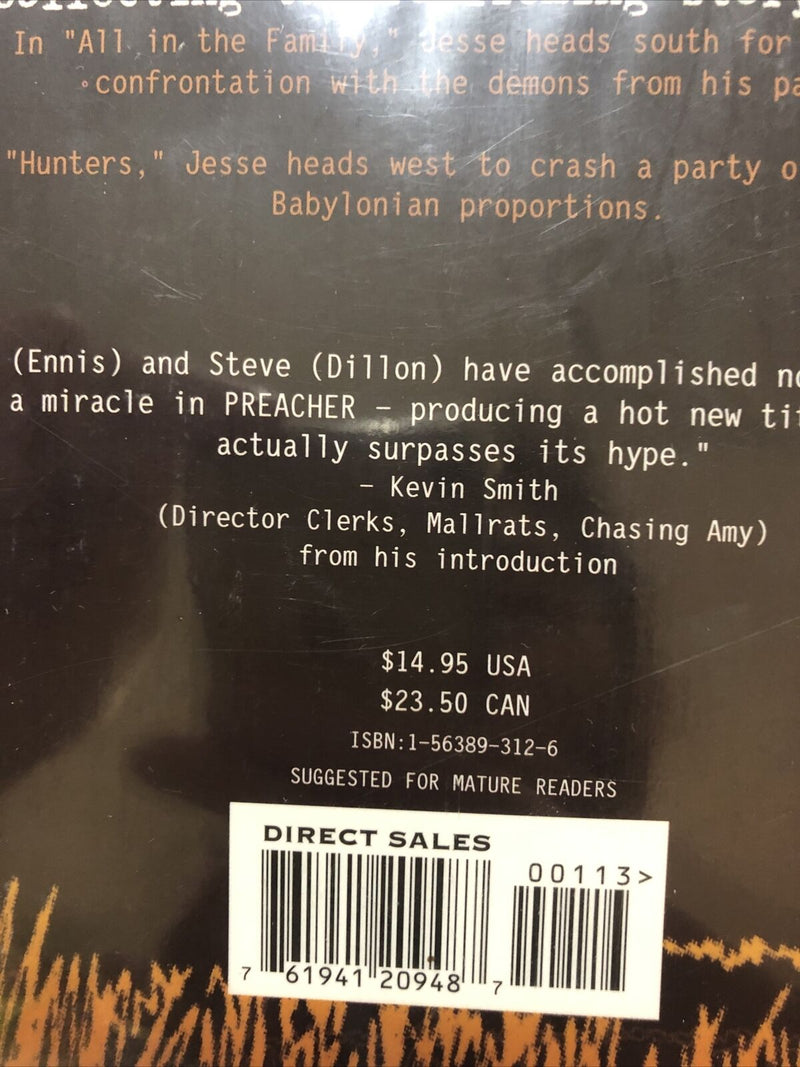 In "All in the Family," Jesse heads south for
confrontation with the demons from his pa
"Hunters," Jesse heads west to crash a party o
Babylonian proportions.
(Ennis) and Steve (Dillon) have accomplished no
a miracle in PREACHER – producing a hot new tit
actually surpasses its hype."
– Kevin Smith
(Director Clerks, Mallrats, Chasing Amy)
from his introduction
$14.95 USA
$23.50 CAN
ISBN:1-56389-312-6
SUGGESTED FOR MATURE READERS
DIRECT SALES
00113>
7 61941 20948 7